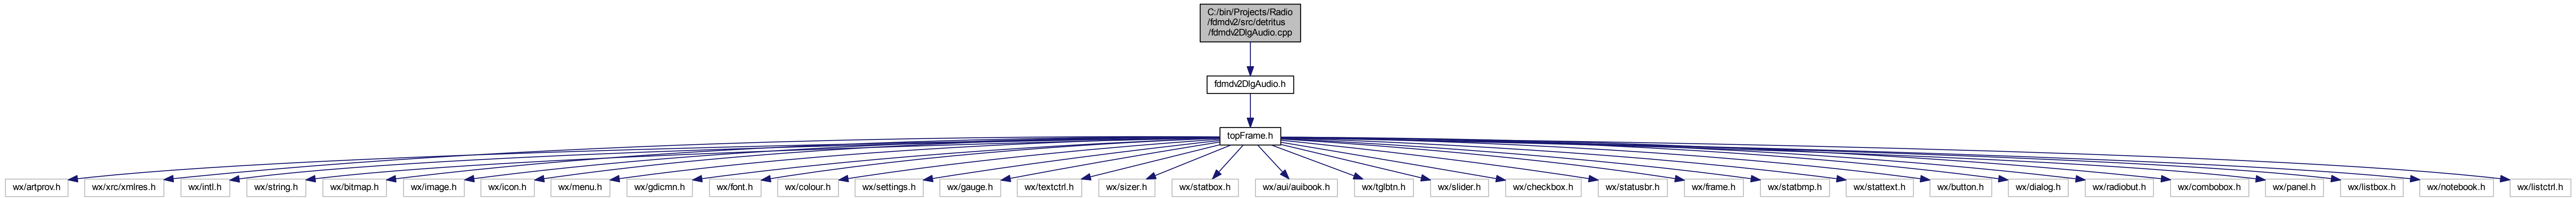 C:/bin/Projects/Radio
/fdmdv2/src/detritus
/fdmdv2DlgAudio.cpp
fdmdv2DlgAudio.h
topFrame.h
wx/artprov.h
wx/xrc/xmlres.h
wx/intl.h
wx/string.h
wx/bitmap.h
wx/image.h
wx/icon.h
wx/menu.h
wx/gdicmn.h
wx/font.h
wx/colour.h
wx/settings.h
wx/gauge.h
wx/textctrl.h
wx/sizer.h
wx/statbox.h
wx/aui/auibook.h
wx/tglbtn.h
wx/slider.h
wx/checkbox.h
wx/statusbr.h
wx/frame.h
wx/statbmp.h
wx/stattext.h
wx/button.h
wx/dialog.h
wx/radiobut.h
wx/combobox.h
wx/panel.h
wx/listbox.h
wx/notebook.h
wx/listctrl.h